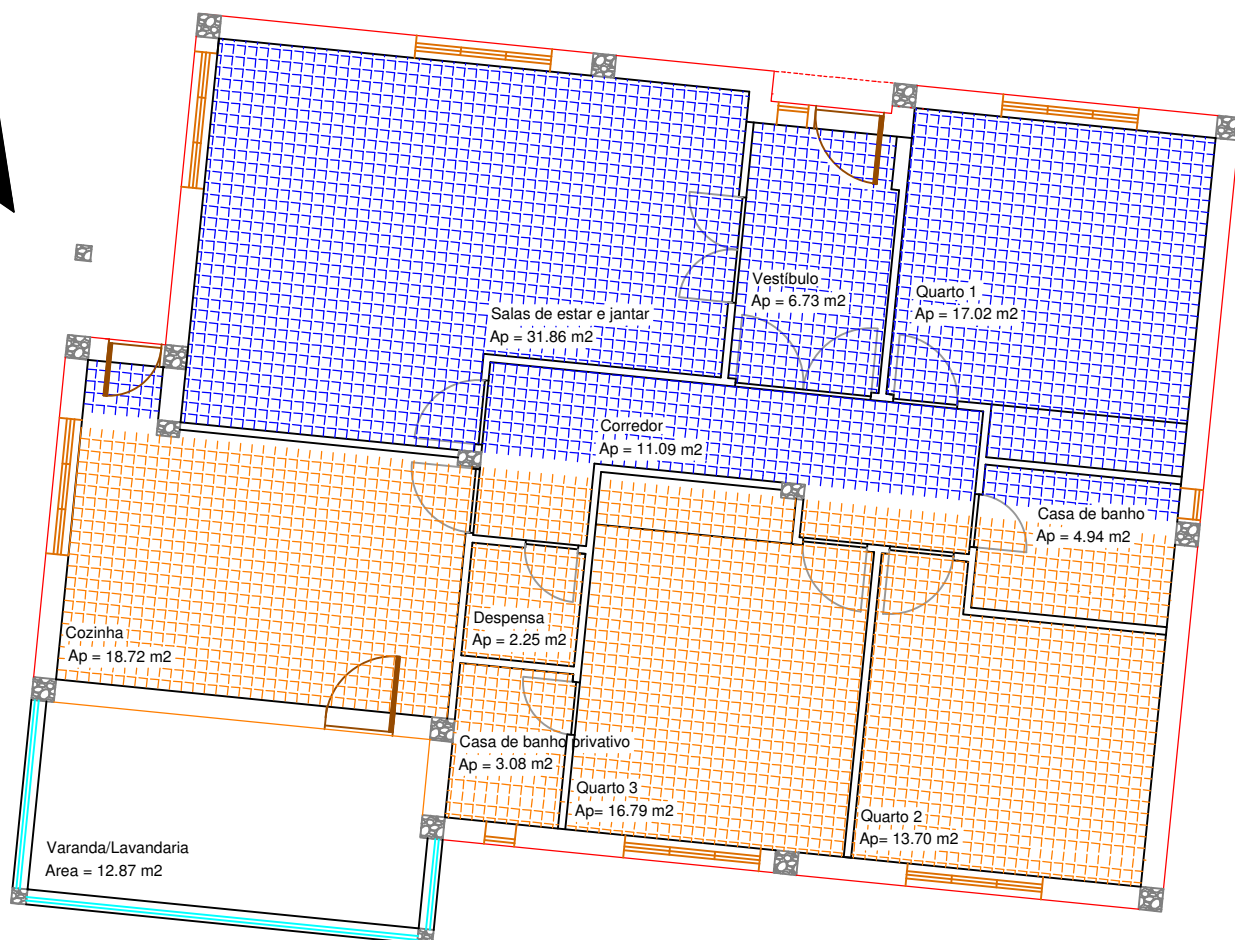 Vestíbulo
Ap = 6.73 m2
Quarto 1
Ap = 17.02 m2
Salas de estar e jantar
Ap = 31.86 m2
Corredor
Ap = 11.09 m2
Casa de banho
Ap = 4.94 m2
Despensa
Ap = 2.25 m2
Cozinha
Ap = 18.72 m2
Casa de banho privativo
Ap = 3.08 m2
Quarto 3
Ap= 16.79 m2
Quarto 2
Ap= 13.70 m2
Varanda/Lavandaria
Area = 12.87 m2